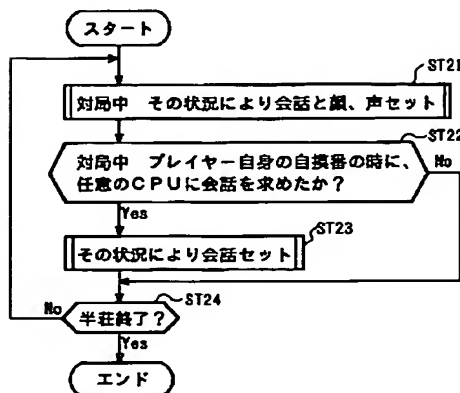 スタート
ST21
対局中 その状況により会話と顔、声セット
ST22
対局中 プレイヤー自身の自摸番の時に、
任意のCPUに会話を求めたか？
No
Yes
ST23
その状況により会話セット
ST24
No
半荘終了？
Yes
エンド